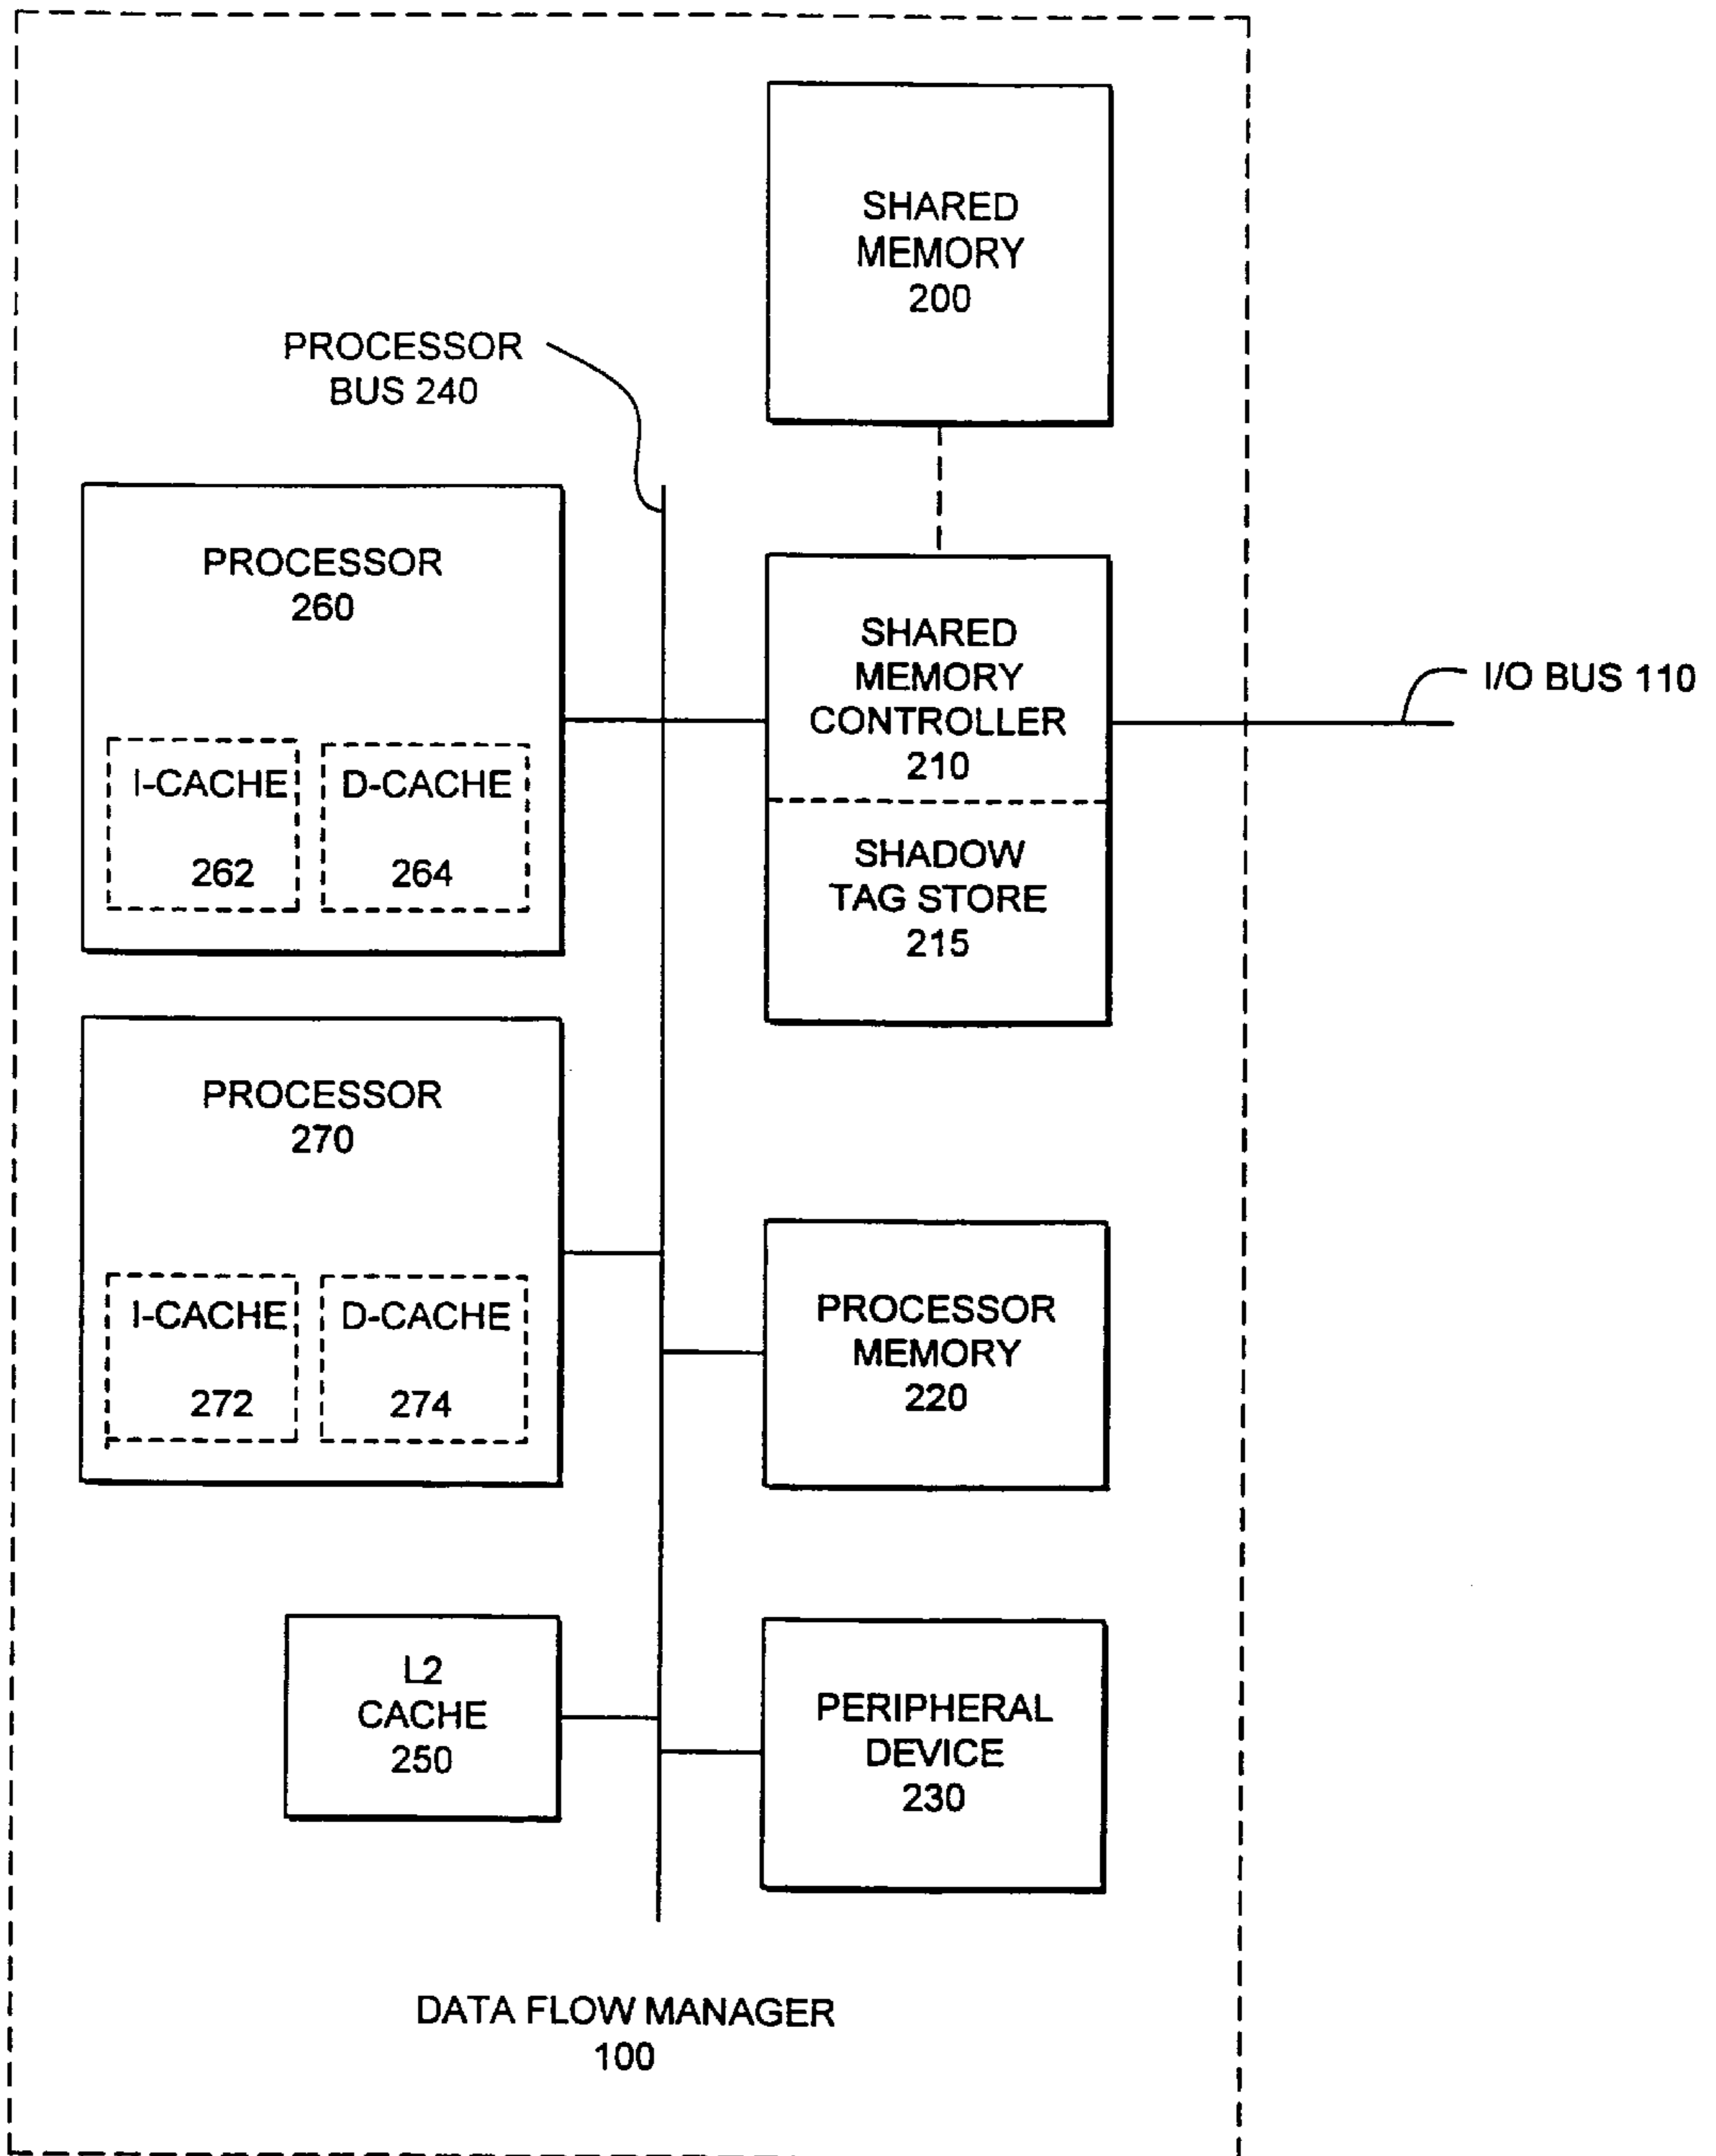 SHARED
MEMORY
200
PROCESSOR
BUS 240
PROCESSOR
260
I-CACHE
262
D-CACHE
264
SHARED
MEMORY
CONTROLLER
210
SHADOW
TAG STORE
215
I/O BUS 110
PROCESSOR
270
I-CACHE
272
D-CACHE
274
PROCESSOR
MEMORY
220
L2
CACHE
250
PERIPHERAL
DEVICE
230
DATA FLOW MANAGER
100